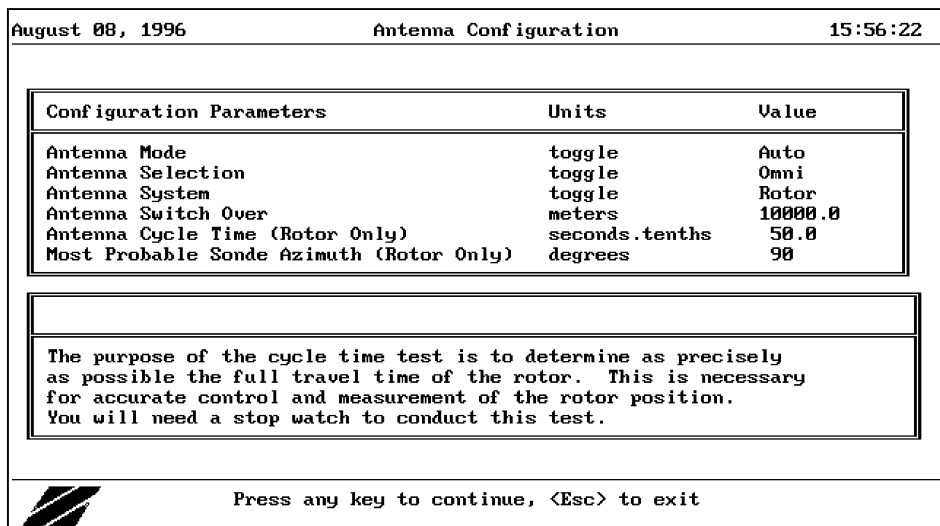 August 08, 1996 Antenna Configuration 15:56:22
Configuration Parameters Units Value
Antenna Mode toggle Auto
Antenna Selection toggle Omni
Antenna System toggle Rotor
Antenna Switch Over meters 10000.0
Antenna Cycle Time (Rotor Only) seconds.tenths 50.0
Most Probable Sonde Azimuth (Rotor Only) degrees 90
The purpose of the cycle time test is to determine as precisely
as possible the full travel time of the rotor. This is necessary
for accurate control and measurement of the rotor position.
You will need a stop watch to conduct this test.
Press any key to continue, <Esc> to exit